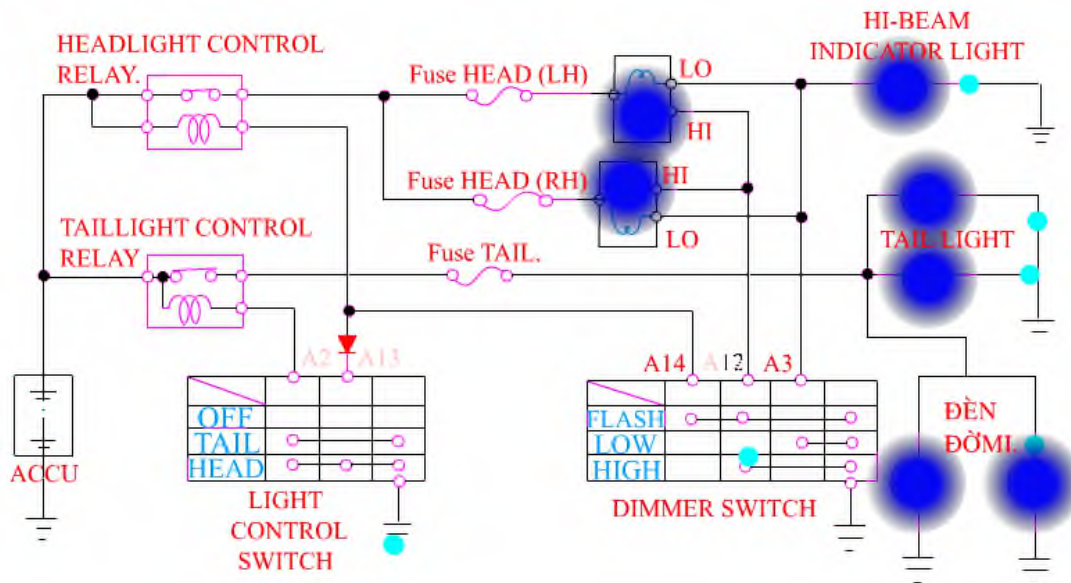 HEADLIGHT CONTROL
RELAY.
Fuse HEAD (LH)
LO
HI
HI-BEAM
INDICATOR LIGHT
Fuse HEAD (RH)
HI
LO
TAILLIGHT CONTROL
RELAY
Fuse TAIL.
TAIL LIGHT
A2
A13
A14
A12
A3
OFF
TAIL
HEAD
FLASH
LOW
HIGH
ĐÈN
ĐỜMI.
ACCU
LIGHT
CONTROL
SWITCH
DIMMER SWITCH